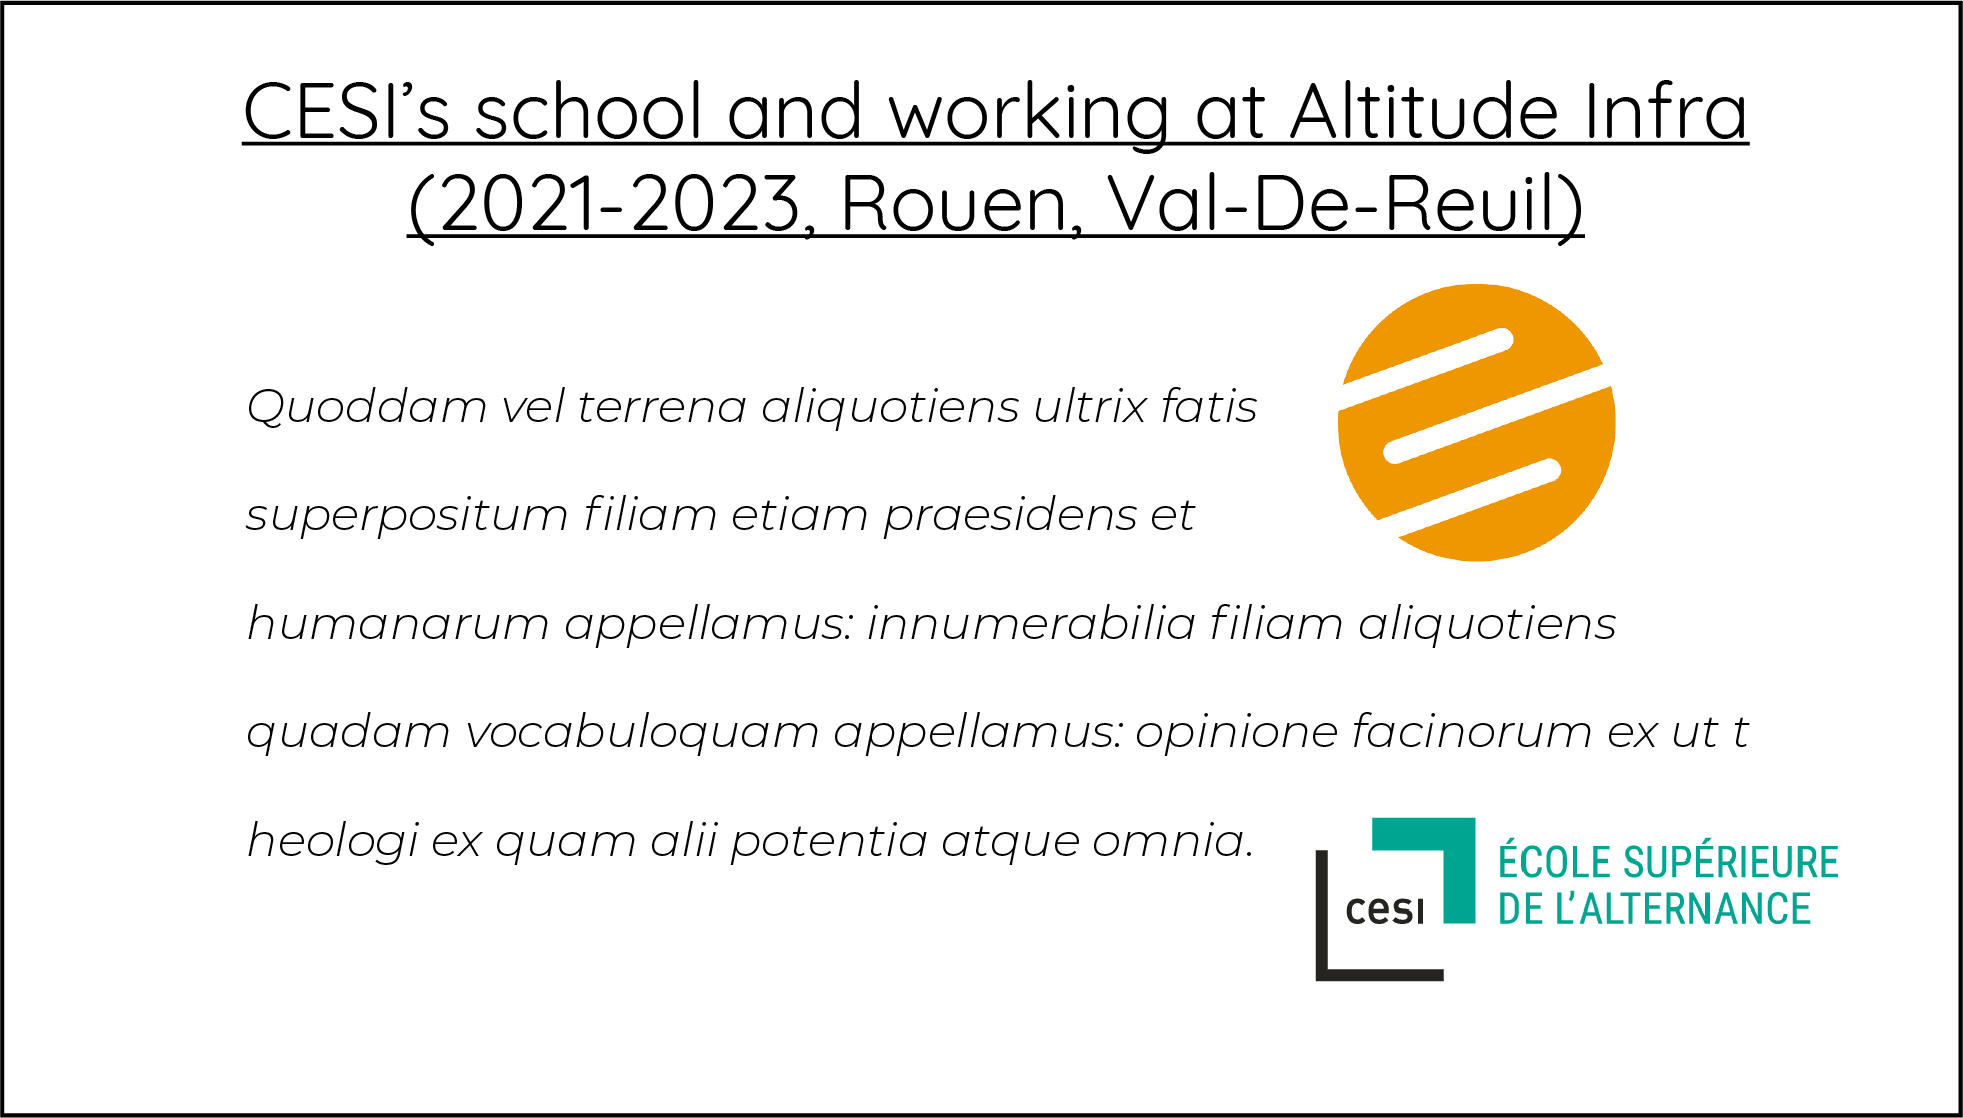 CESI’s school and working at Altitude Infra
(2021-2023, Rouen, Val-De-Reuil)
Quoddam vel terrena aliquotiens ultrix fatis
superpositum filiam etiam praesidens et
humanarum appellamus: innumerabilia filiam aliquotiens
quadam vocabuloquam appellamus: opinione facinorum ex ut t
heologi ex quam alii potentia atque omnia.
cesi
ÉCOLE SUPÉRIEURE
DE L’ALTERNANCE